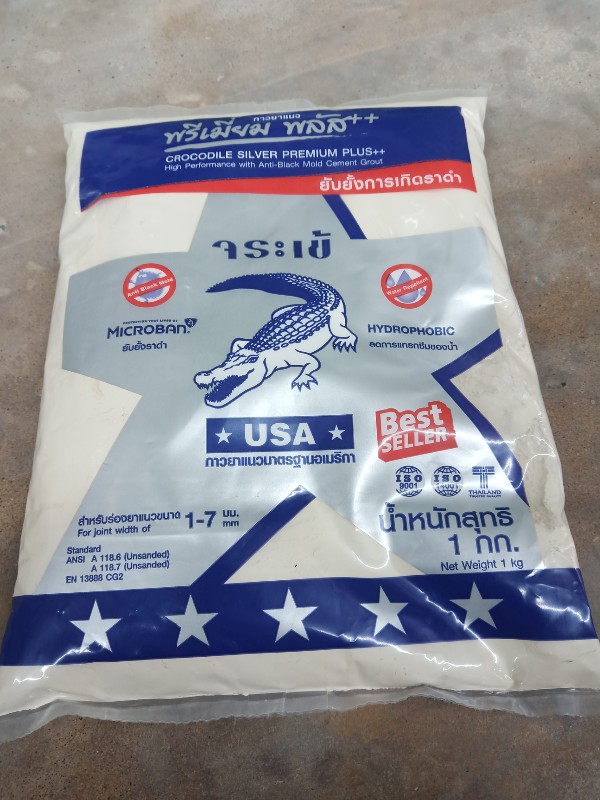 กาวยาแนว
พรีเมียม พลัส++
CROCODILE SILVER PREMIUM PLUS++
High Performance with Anti-Black Mold Cement Grout
ยับยั้งการเกิดราดำ
จระเข้
Anti Black Mold
Water Repellent
PROTECTION THAT LIVES BY
MICROBAN
ยับยั้งราดำ
HYDROPHOBIC
ลดการแทรกซึมของน้ำ
USA
กาวยาแนวมาตรฐานอเมริกา
Best
SELLER
ISO
9001
ISO
14001
THAILAND
TRUSTED QUALITY
สำหรับร่องยาแนวขนาด 1-7 มม.
For joint width of mm
น้ำหนักสุทธิ
1 กก.
Net Weight 1 kg
Standard
ANSI A 118.6 (Unsanded)
A 118.7 (Unsanded)
EN 13888 CG2